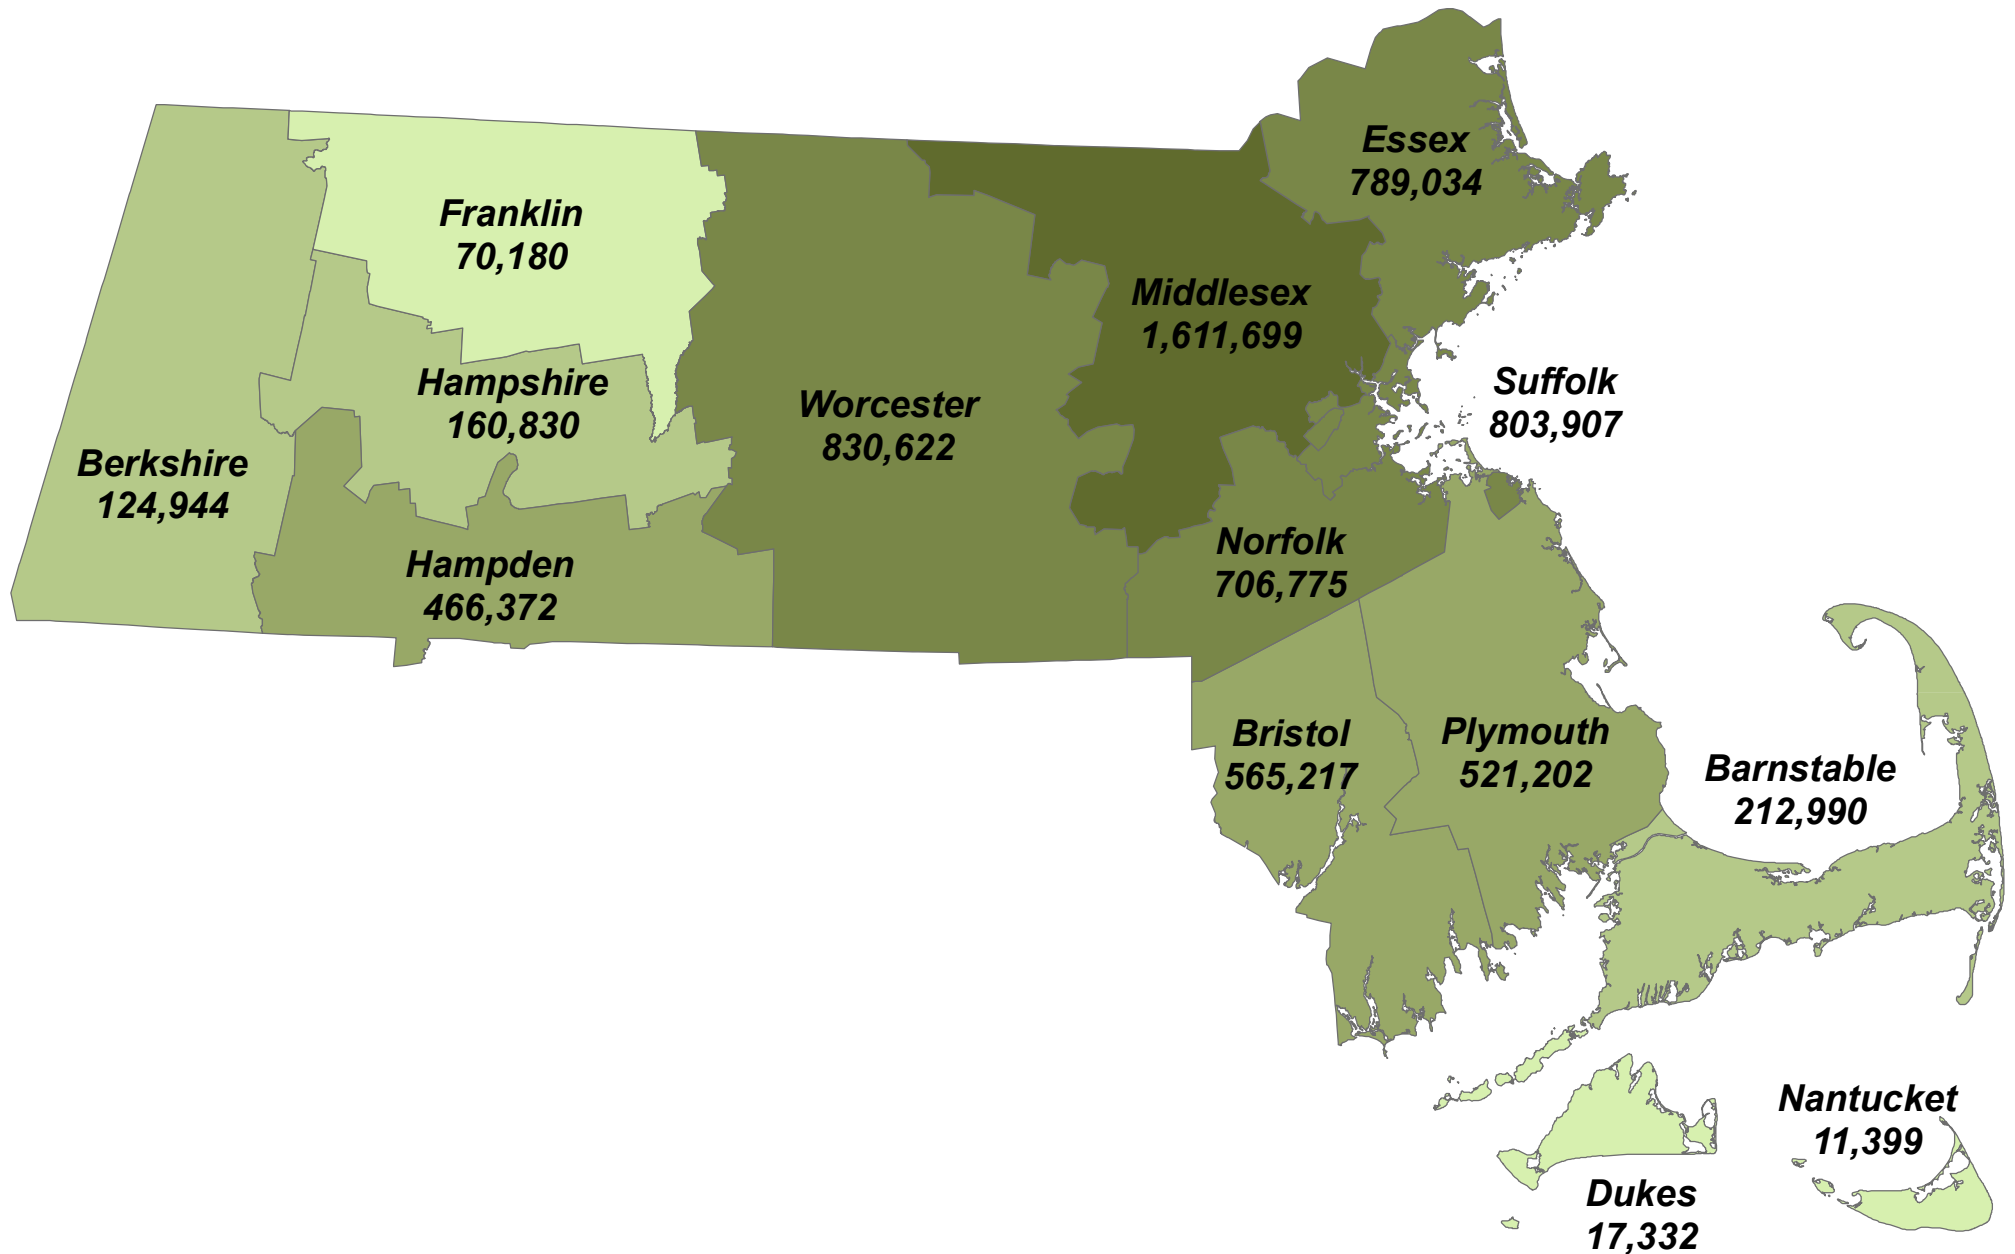 Essex
789,034
Franklin
70,180
Middlesex
1,611,699
Hampshire
160,830
Suffolk
803,907
Worcester
830,622
Berkshire
124,944
Norfolk
706,775
Hampden
466,372
Bristol
565,217
Plymouth
521,202
Barnstable
212,990
Nantucket
11,399
Dukes
17,332